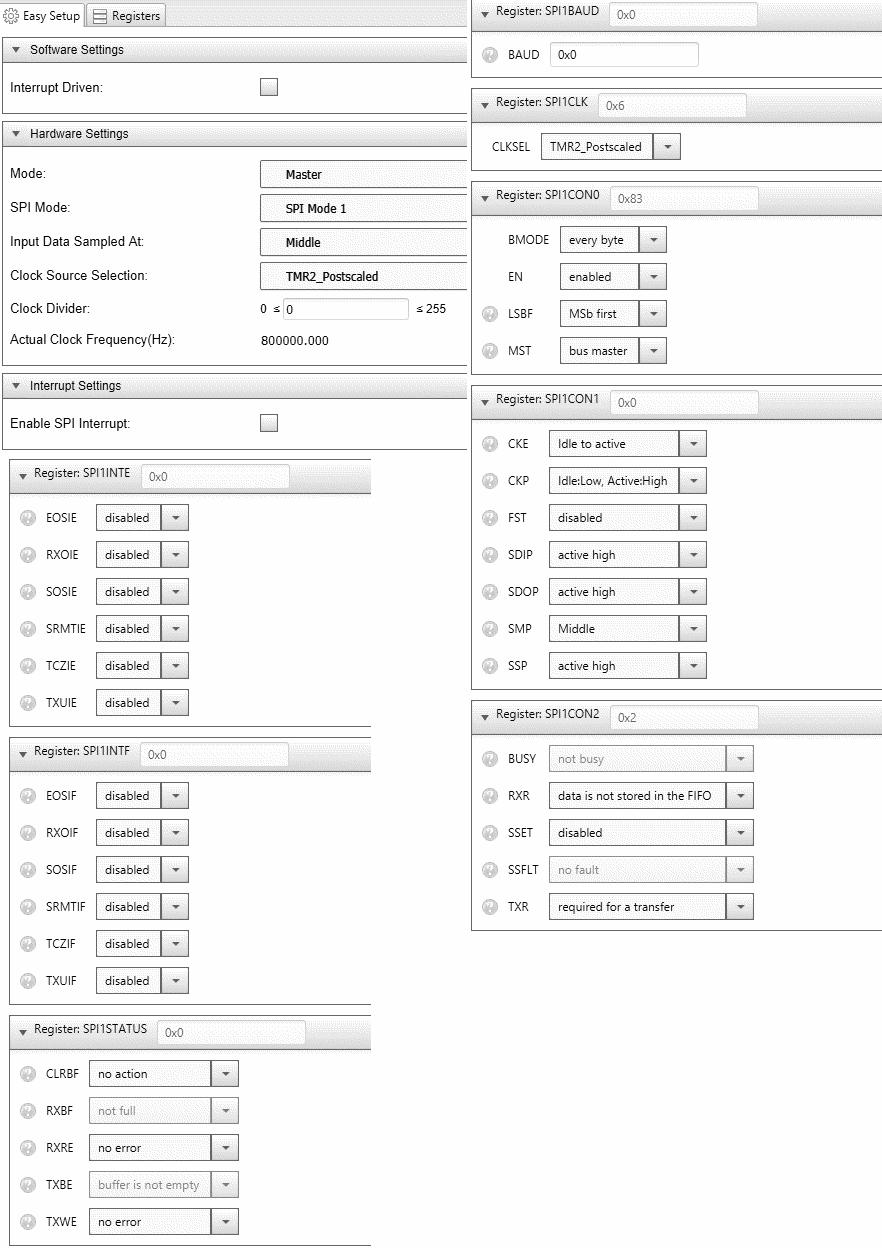 Easy Setup
Registers
Software Settings
Interrupt Driven:
Hardware Settings
Mode: Master
SPI Mode: SPI Mode 1
Input Data Sampled At: Middle
Clock Source Selection: TMR2_Postscaled
Clock Divider: 0 ≤ 0 ≤ 255
Actual Clock Frequency(Hz): 800000.000
Interrupt Settings
Enable SPI Interrupt:
Register: SPI1INTE 0x0
? EOSIE disabled
? RXOIE disabled
? SOSIE disabled
? SRMTIE disabled
? TCZIE disabled
? TXUIE disabled
Register: SPI1INTF 0x0
? EOSIF disabled
? RXOIF disabled
? SOSIF disabled
? SRMTIF disabled
? TCZIF disabled
? TXUIF disabled
Register: SPI1STATUS 0x0
? CLRBF no action
? RXBF not full
? RXRE no error
? TXBE buffer is not empty
? TXWE no error
Register: SPI1BAUD 0x0
? BAUD 0x0
Register: SPI1CLK 0x6
CLKSEL TMR2_Postscaled
Register: SPI1CON0 0x83
BMODE every byte
EN enabled
? LSBF MSb first
? MST bus master
Register: SPI1CON1 0x0
? CKE Idle to active
? CKP Idle:Low, Active:High
? FST disabled
? SDIP active high
? SDOP active high
? SMP Middle
? SSP active high
Register: SPI1CON2 0x2
? BUSY not busy
? RXR data is not stored in the FIFO
? SSET disabled
? SSFLT no fault
? TXR required for a transfer